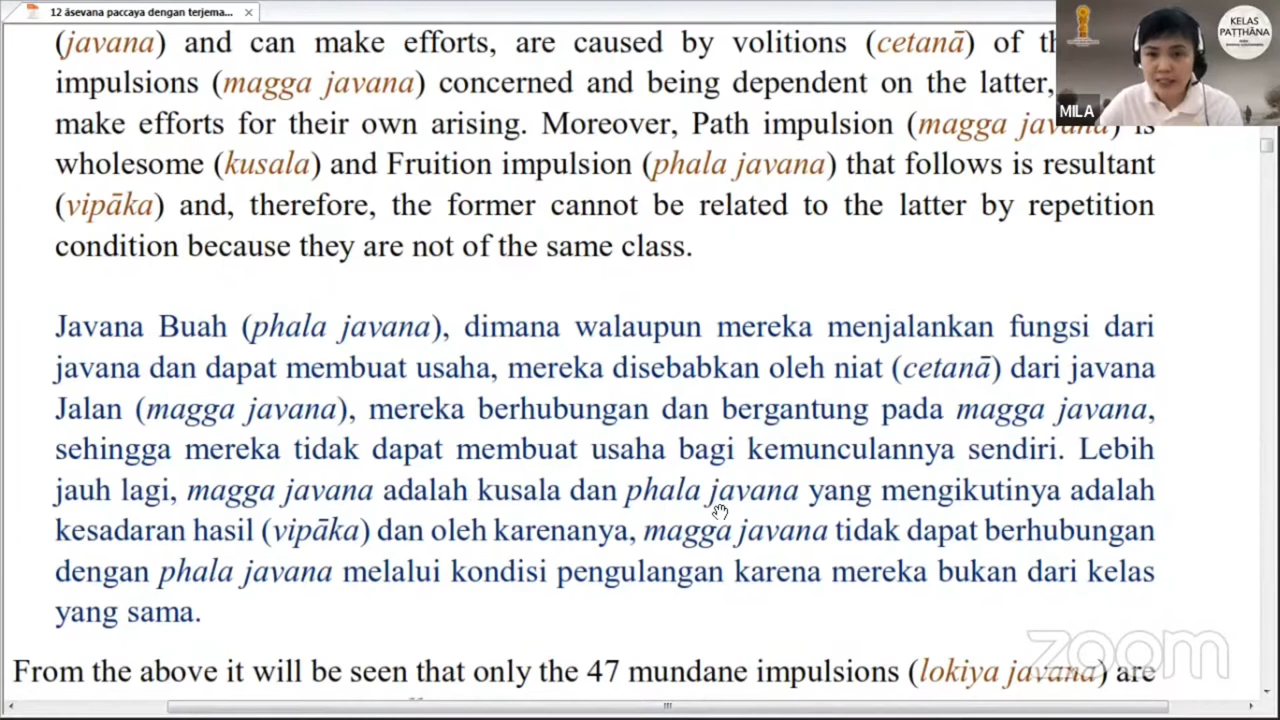 12 āsevana paccaya dengan terjema...
(javana) and can make efforts, are caused by volitions (cetanā) of
impulsions (magga javana) concerned and being dependent on the latter,
make efforts for their own arising. Moreover, Path impulsion (magga javana) is
wholesome (kusala) and Fruition impulsion (phala javana) that follows is resultant
(vipāka) and, therefore, the former cannot be related to the latter by repetition
condition because they are not of the same class.
Javana Buah (phala javana), dimana walaupun mereka menjalankan fungsi dari
javana dan dapat membuat usaha, mereka disebabkan oleh niat (cetanā) dari javana
Jalan (magga javana), mereka berhubungan dan bergantung pada magga javana,
sehingga mereka tidak dapat membuat usaha bagi kemunculannya sendiri. Lebih
jauh lagi, magga javana adalah kusala dan phala javana yang mengikutinya adalah
kesadaran hasil (vipāka) dan oleh karenanya, magga javana tidak dapat berhubungan
dengan phala javana melalui kondisi pengulangan karena mereka bukan dari kelas
yang sama.
From the above it will be seen that only the 47 mundane impulsions (lokiya javana) are
MILA
KELAS
PATTHĀNA
zoom